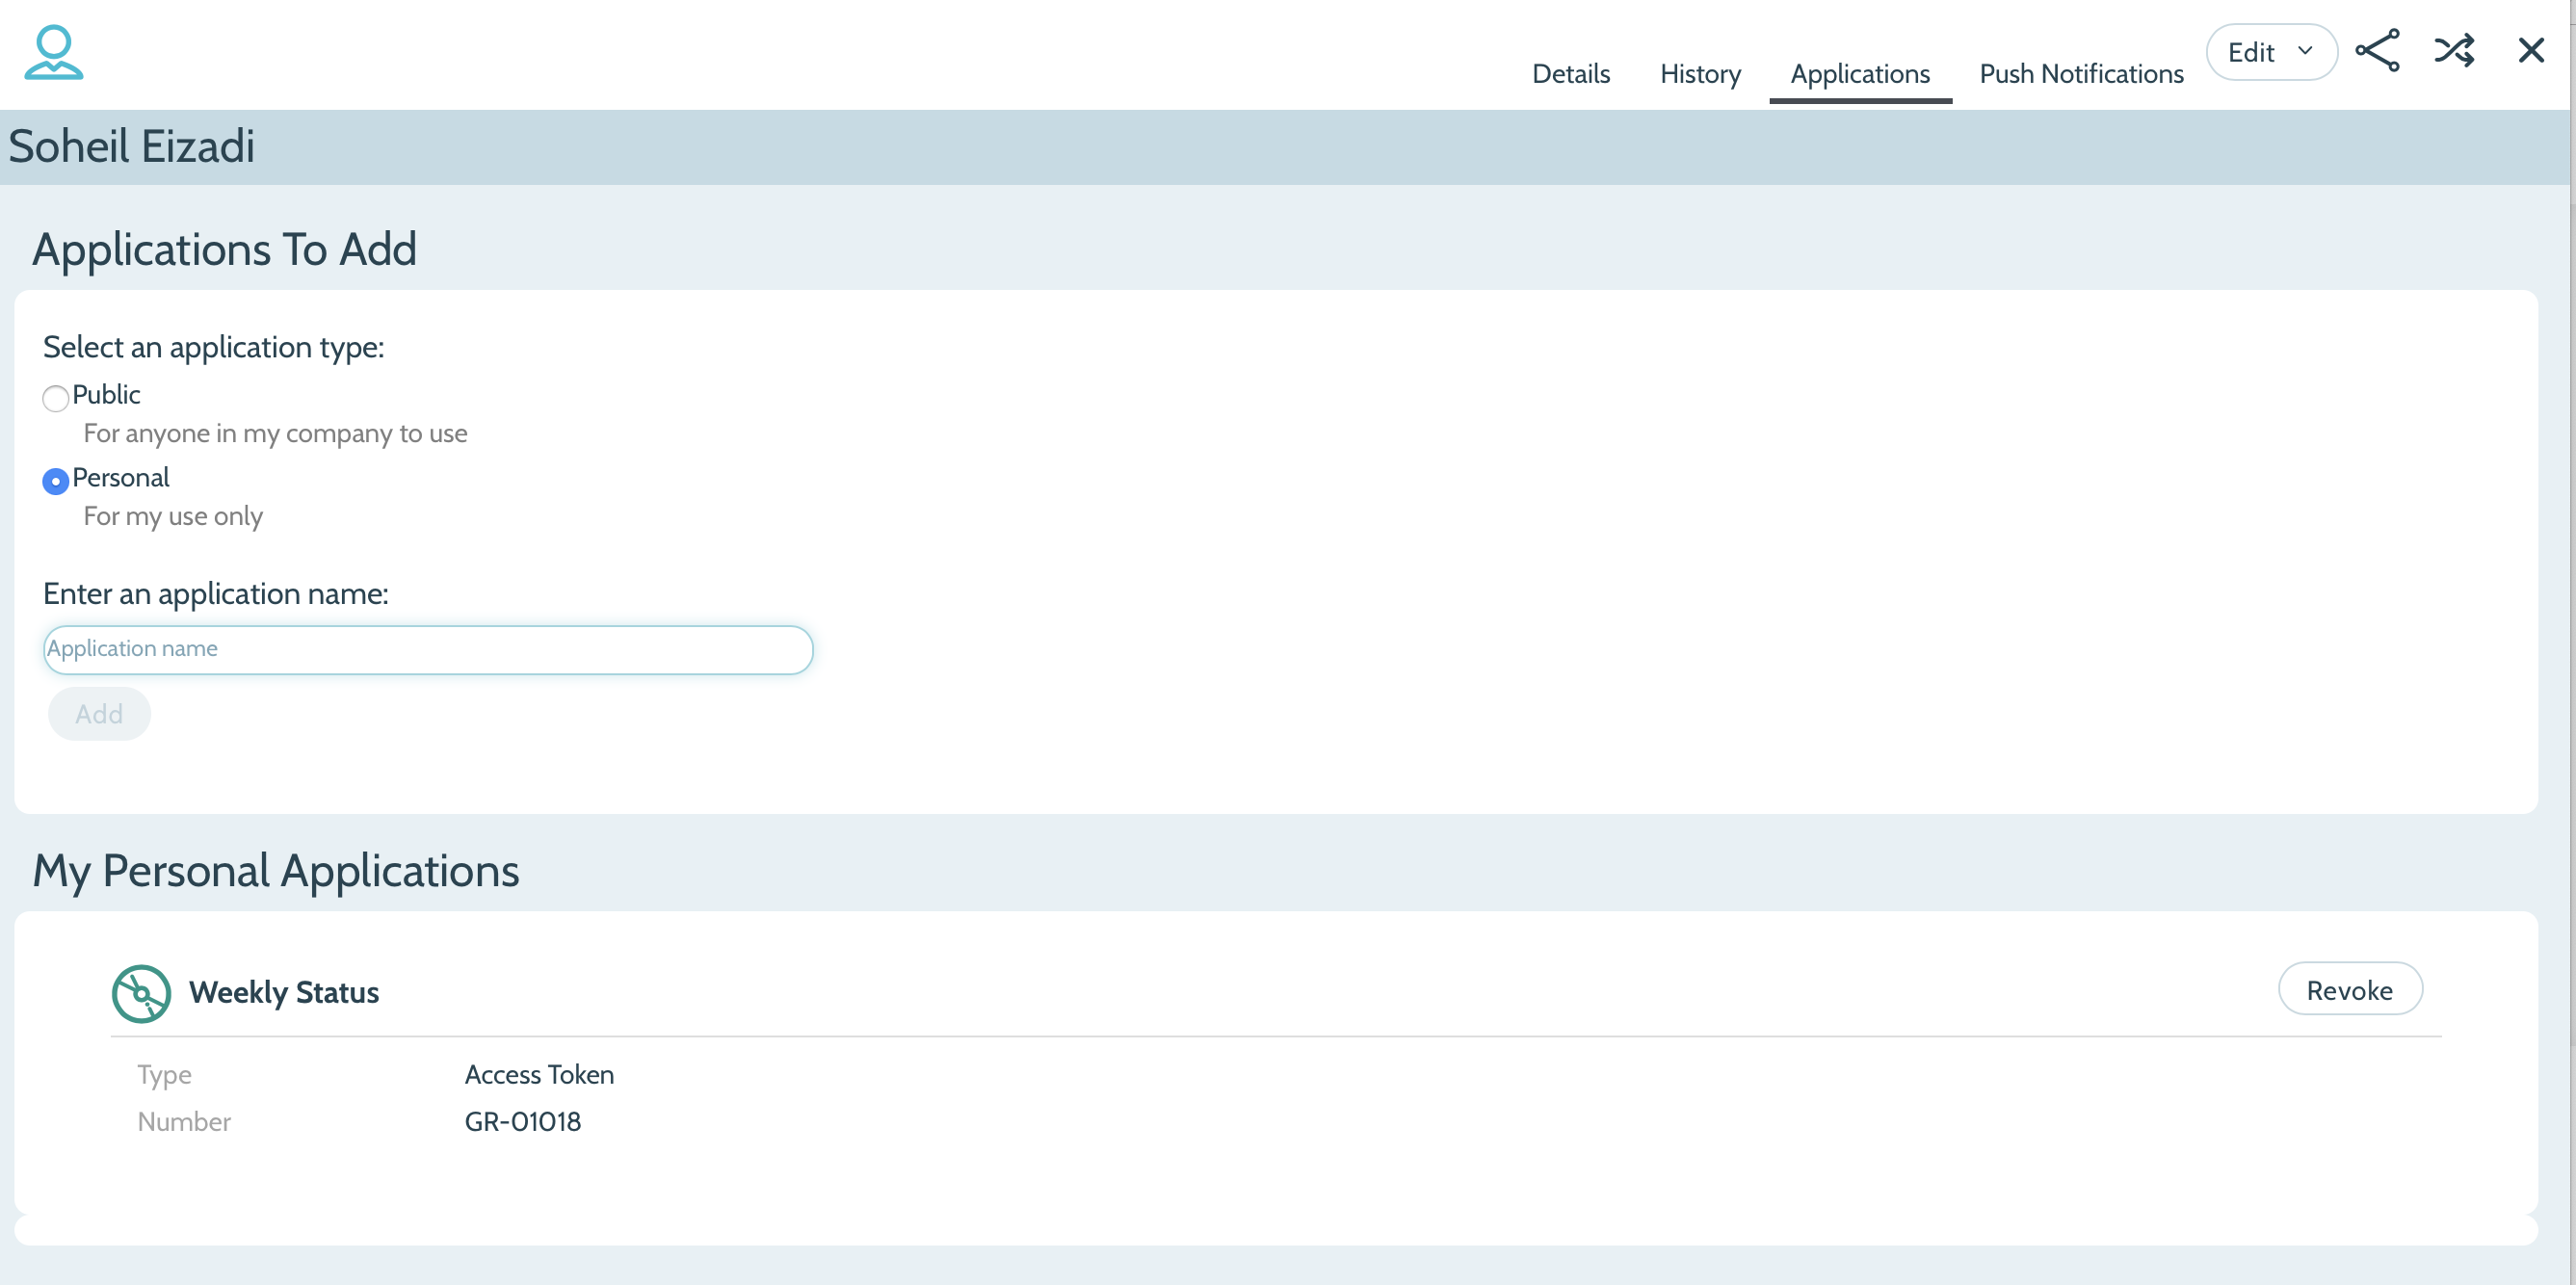 Details History Applications Push Notifications Edit
Soheil Eizadi
Applications To Add
Select an application type:
Public
For anyone in my company to use
Personal
For my use only
Enter an application name:
Application name
Add
My Personal Applications
Weekly Status Revoke
Type Access Token
Number GR-01018